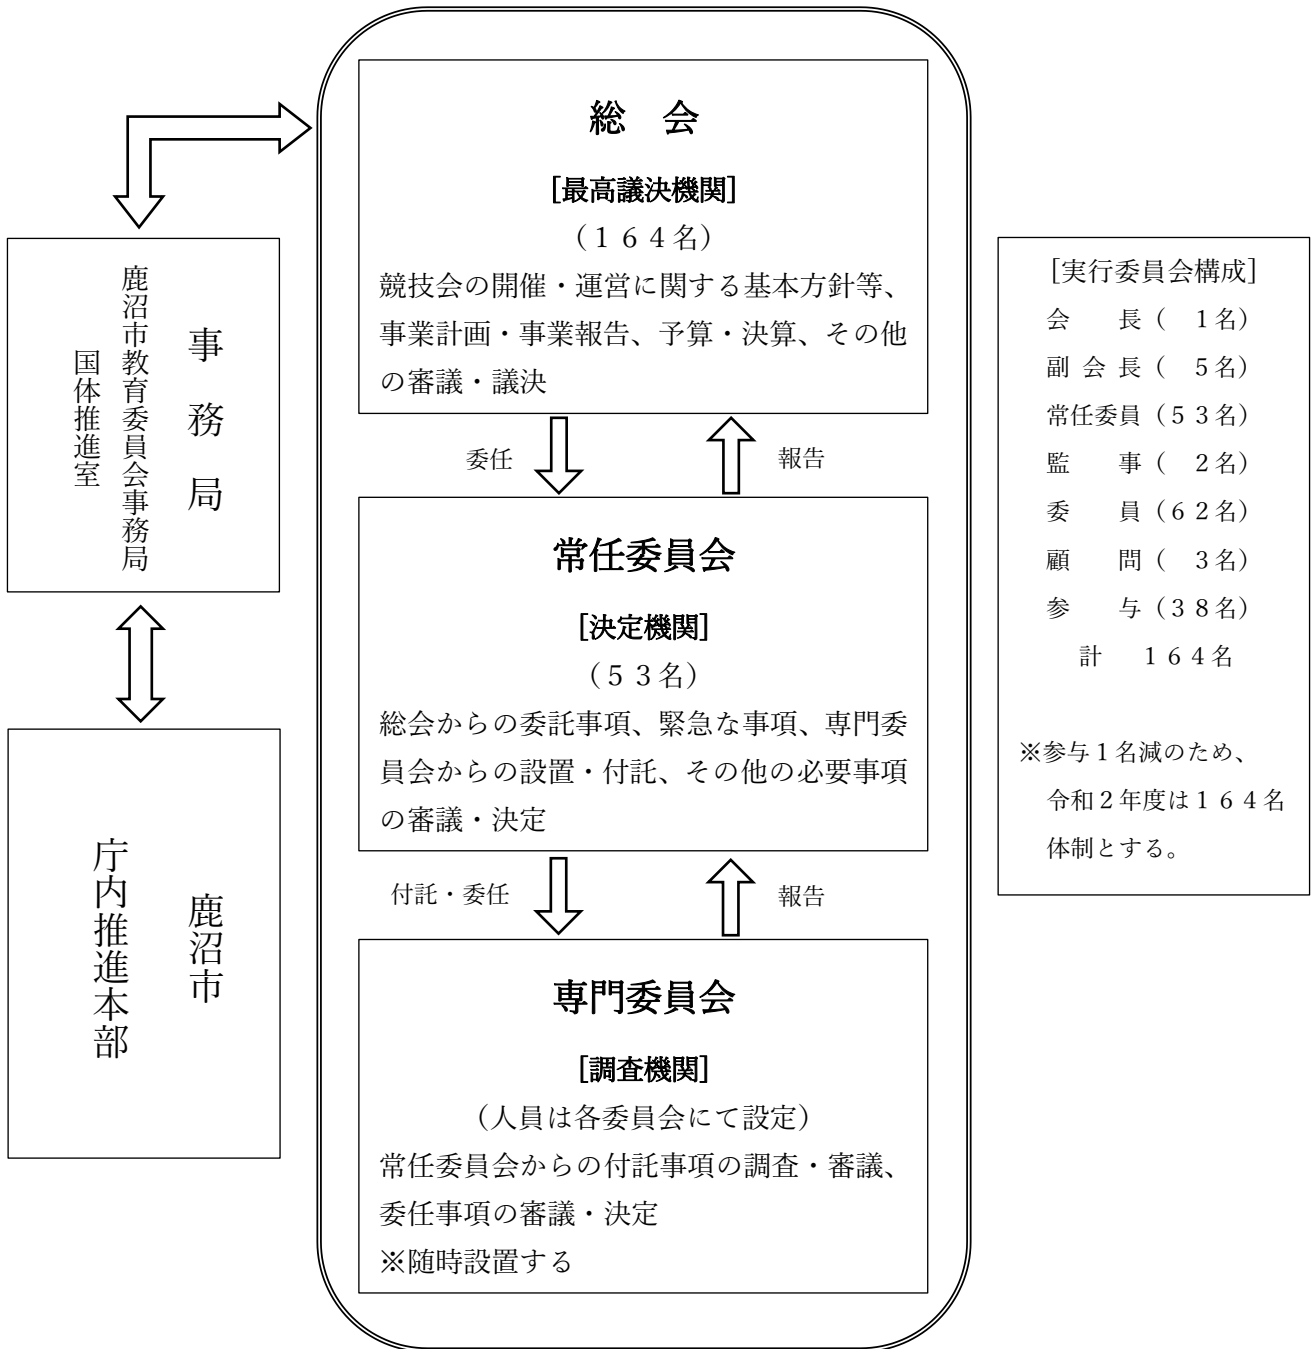 総　会
［最高議決機関］
（１６４名）
競技会の開催・運営に関する基本方針等、
事業計画・事業報告、予算・決算、その他
の審議・議決
委任
報告
常任委員会
［決定機関］
（５３名）
総会からの委託事項、緊急な事項、専門委
員会からの設置・付託、その他の必要事項
の審議・決定
付託・委任
報告
専門委員会
［調査機関］
（人員は各委員会にて設定）
常任委員会からの付託事項の調査・審議、
委任事項の審議・決定
※随時設置する
事務局
鹿沼市教育委員会事務局
国体推進室
鹿沼市
庁内推進本部
［実行委員会構成］
会　　長（　１名）
副 会 長（　５名）
常任委員（５３名）
監　　事（　２名）
委　　員（６２名）
顧　　問（　３名）
参　　与（３８名）
計　１６４名
※参与１名減のため、
令和２年度は１６４名
体制とする。